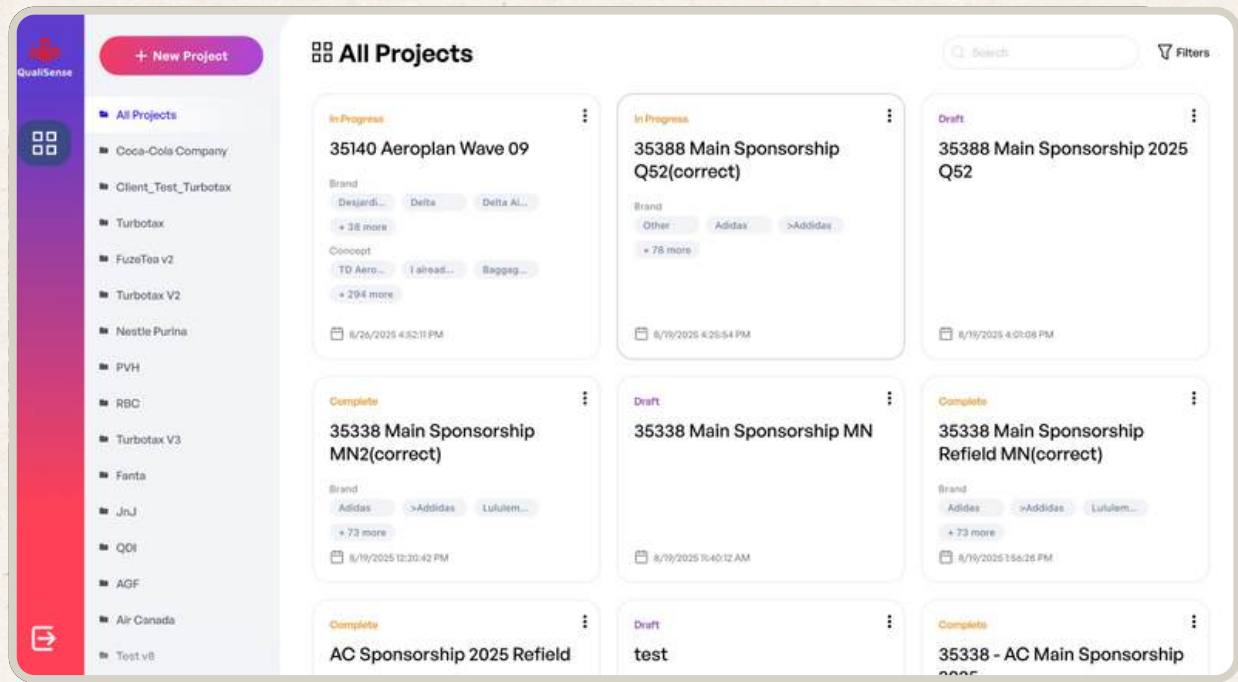 QualiSense
+ New Project
All Projects
Coca-Cola Company
Client_Test_Turbotax
Turbotax
FuzeTea v2
Turbotax V2
Nestle Purina
PVH
RBC
Turbotax V3
Fanta
JnJ
QDI
AGF
Air Canada
Test v8
All Projects
Search
Filters
In Progress
35140 Aeroplan Wave 09
Brand
Desjardi... Delta Delta Ai...
+ 38 more
Concept
TD Aero... I alread... Baggag...
+ 294 more
8/26/2025 4:52:11 PM
In Progress
35388 Main Sponsorship
Q52(correct)
Brand
Other Adidas >Addidas
+ 78 more
8/19/2025 4:25:54 PM
Draft
35388 Main Sponsorship 2025
Q52
8/19/2025 4:01:08 PM
Complete
35338 Main Sponsorship
MN2(correct)
Brand
Adidas >Addidas Lululem...
+ 73 more
8/19/2025 12:20:42 PM
Draft
35338 Main Sponsorship MN
8/19/2025 11:40:12 AM
Complete
35338 Main Sponsorship
Refield MN(correct)
Brand
Adidas >Addidas Lululem...
+ 73 more
8/19/2025 1:56:26 PM
Complete
AC Sponsorship 2025 Refield
Draft
test
Complete
35338 - AC Main Sponsorship
2025